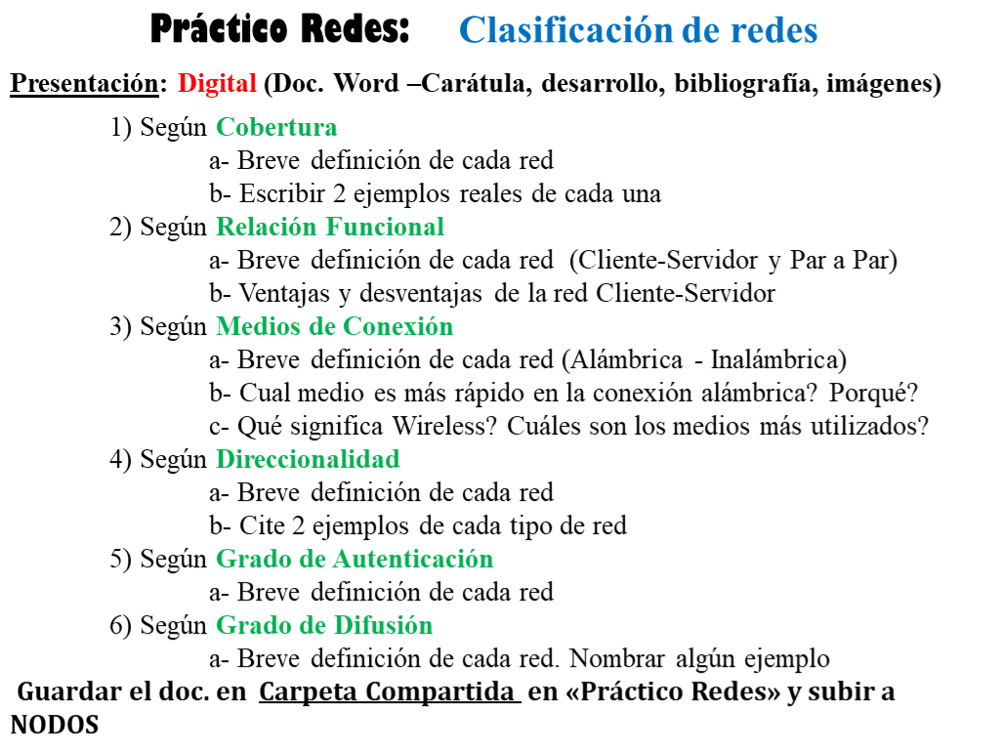 Práctico Redes: Clasificación de redes
Presentación: Digital (Doc. Word –Carátula, desarrollo, bibliografía, imágenes)
1) Según Cobertura
a- Breve definición de cada red
b- Escribir 2 ejemplos reales de cada una
2) Según Relación Funcional
a- Breve definición de cada red (Cliente-Servidor y Par a Par)
b- Ventajas y desventajas de la red Cliente-Servidor
3) Según Medios de Conexión
a- Breve definición de cada red (Alámbrica - Inalámbrica)
b- Cual medio es más rápido en la conexión alámbrica? Porqué?
c- Qué significa Wireless? Cuáles son los medios más utilizados?
4) Según Direccionalidad
a- Breve definición de cada red
b- Cite 2 ejemplos de cada tipo de red
5) Según Grado de Autenticación
a- Breve definición de cada red
6) Según Grado de Difusión
a- Breve definición de cada red. Nombrar algún ejemplo
Guardar el doc. en Carpeta Compartida en «Práctico Redes» y subir a
NODOS